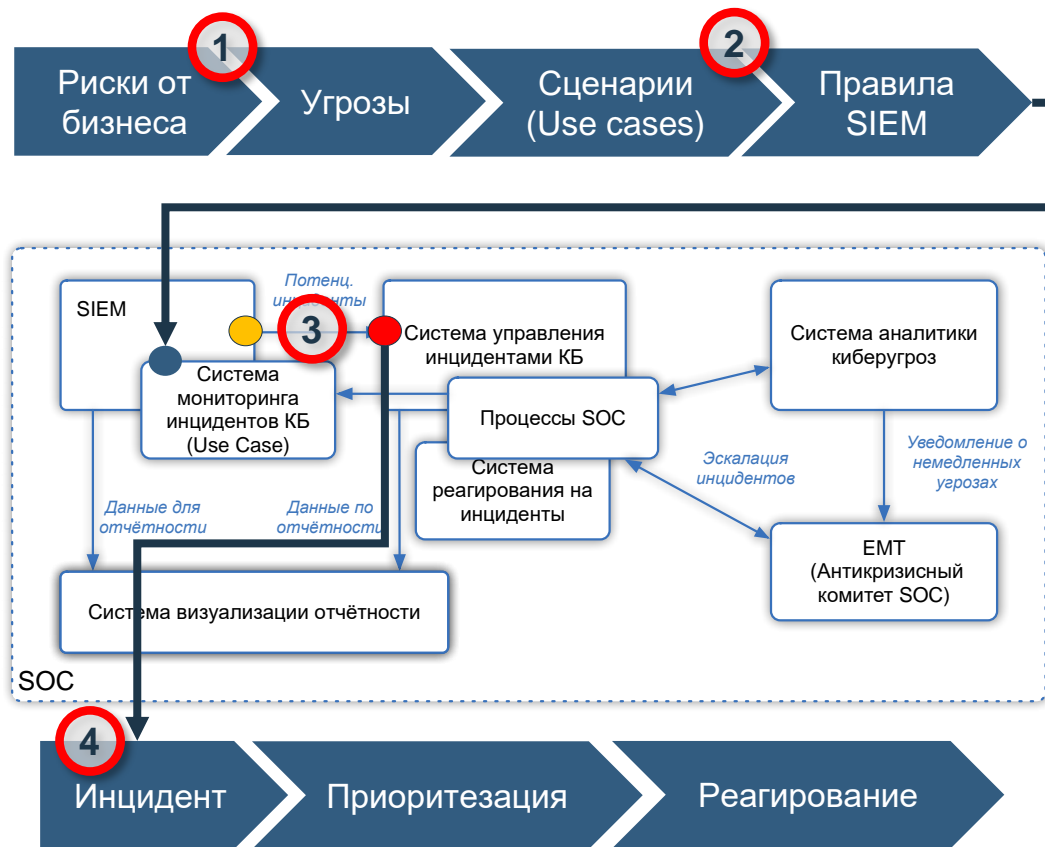 1
2
Риски от
бизнеса
Угрозы
Сценарии
(Use cases)
Правила
SIEM
Потенц.
инциденты
SIEM
3
Система управления
инцидентами КБ
Система аналитики
киберугроз
Система
мониторинга
инцидентов КБ
(Use Case)
Процессы SOC
Система
реагирования на
инциденты
Эскалация
инцидентов
Уведомление о
немедленных
угрозах
Данные для
отчётности
Данные по
отчётности
EMT
(Антикризисный
комитет SOC)
Система визуализации отчётности
SOC
4
Инцидент
Приоритезация
Реагирование